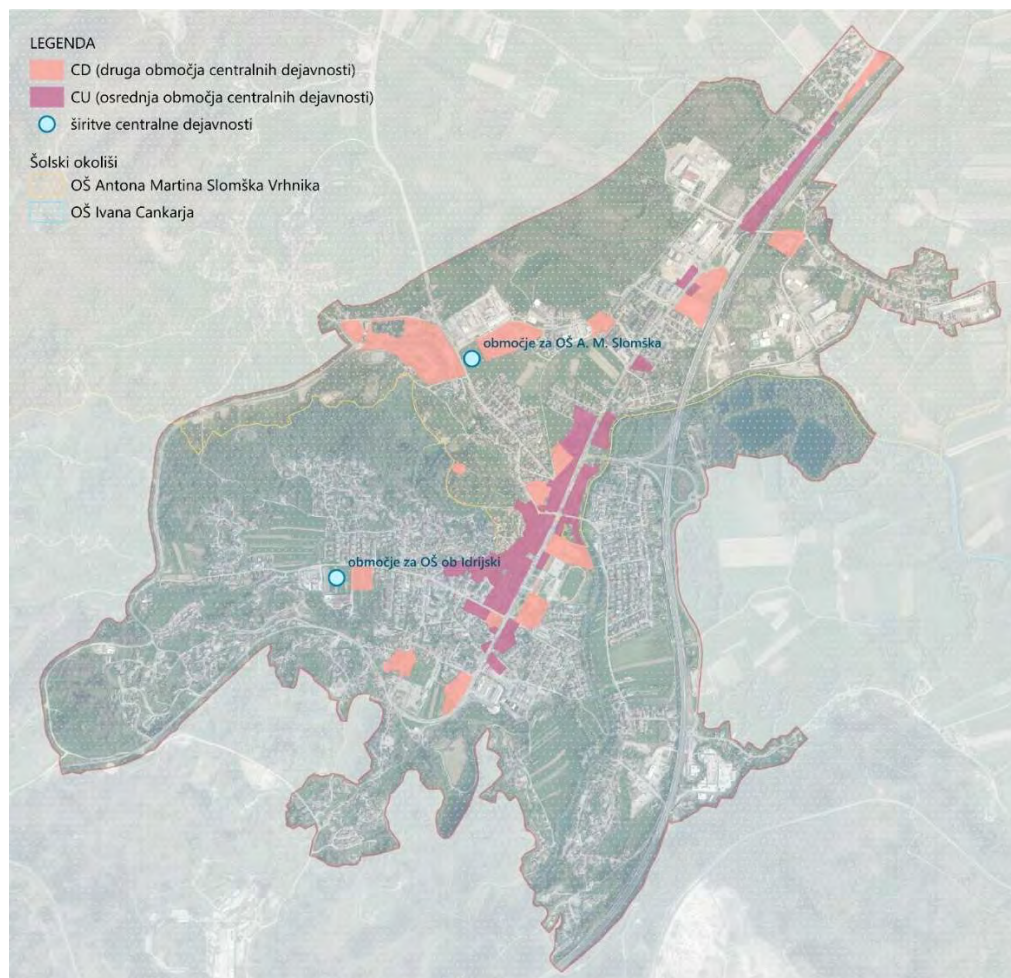 LEGENDA
CD (druga območja centralnih dejavnosti)
CU (osrednja območja centralnih dejavnosti)
širitve centralne dejavnosti
Šolski okoliši
OŠ Antona Martina Slomška Vrhnika
OŠ Ivana Cankarja
območje za OŠ A. M. Slomška
območje za OŠ ob Idrijski